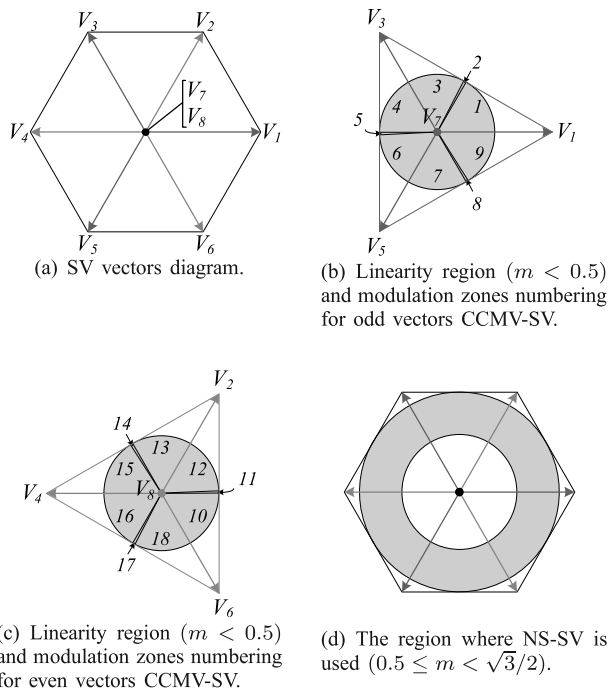 V3 V2
V7
V8
V4 V1
V5 V6
(a) SV vectors diagram.
V3
2
3 1
4
5 V7 V1
6 9
7
8
V5
(b) Linearity region (m < 0.5)
and modulation zones numbering
for odd vectors CCMV-SV.
V2
14
13
15 12
11
V4 V8
16 10
18
17
V6
(c) Linearity region (m < 0.5)
and modulation zones numbering
for even vectors CCMV-SV.
(d) The region where NS-SV is
used (0.5 ≤ m < √3/2).